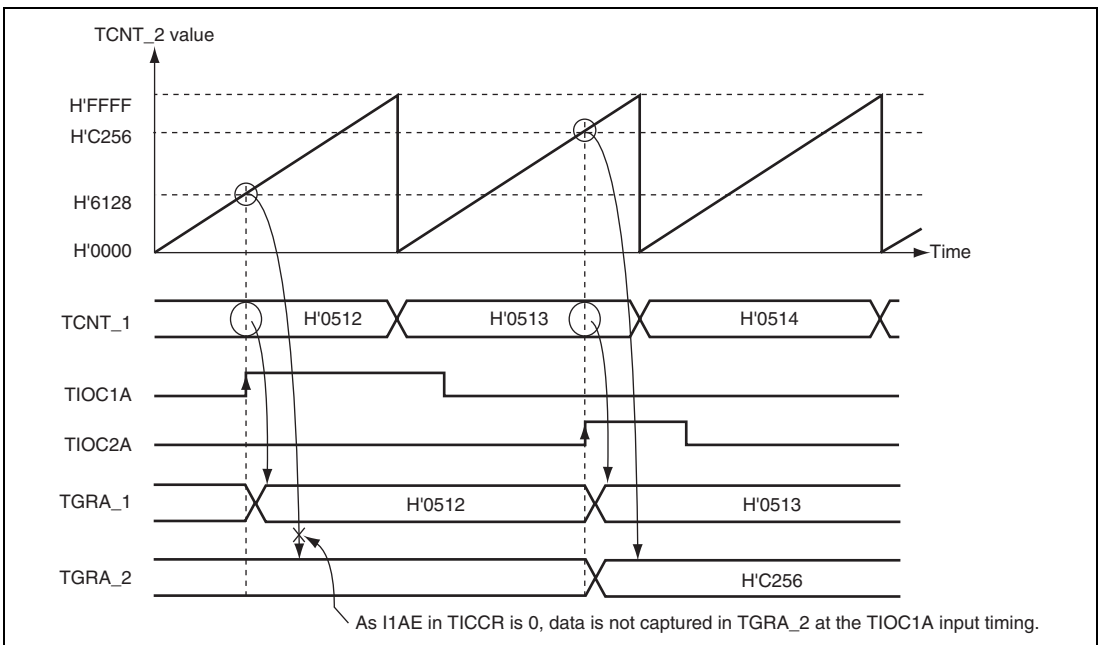 TCNT_2 value
H'FFFF
H'C256
H'6128
H'0000
Time
TCNT_1
H'0512
H'0513
H'0514
TIOC1A
TIOC2A
TGRA_1
H'0512
H'0513
TGRA_2
H'C256
As I1AE in TICCR is 0, data is not captured in TGRA_2 at the TIOC1A input timing.